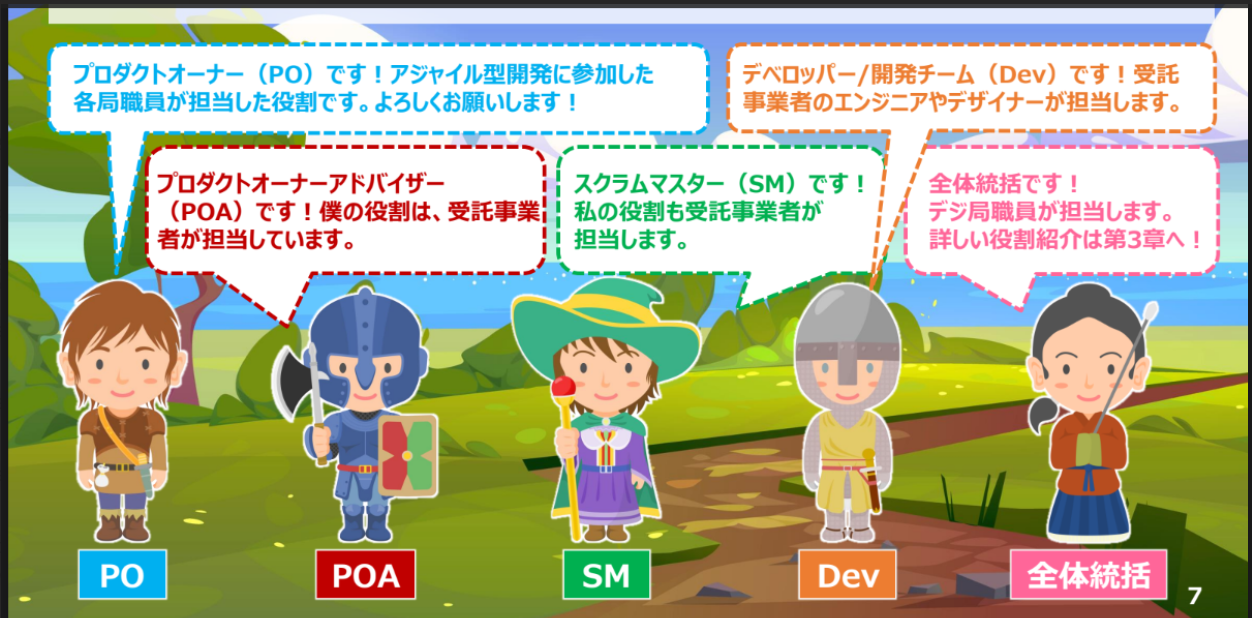 プロダクトオーナー（PO）です！アジャイル型開発に参加した
各局職員が担当した役割です。よろしくお願いします！
デベロッパー/開発チーム（Dev）です！受託
事業者のエンジニアやデザイナーが担当します。
プロダクトオーナーアドバイザー
（POA）です！僕の役割は、受託事業
者が担当しています。
スクラムマスター（SM）です！
私の役割も受託事業者が
担当します。
全体統括です！
デジ局職員が担当します。
詳しい役割紹介は第3章へ！
PO
POA
SM
Dev
全体統括
7